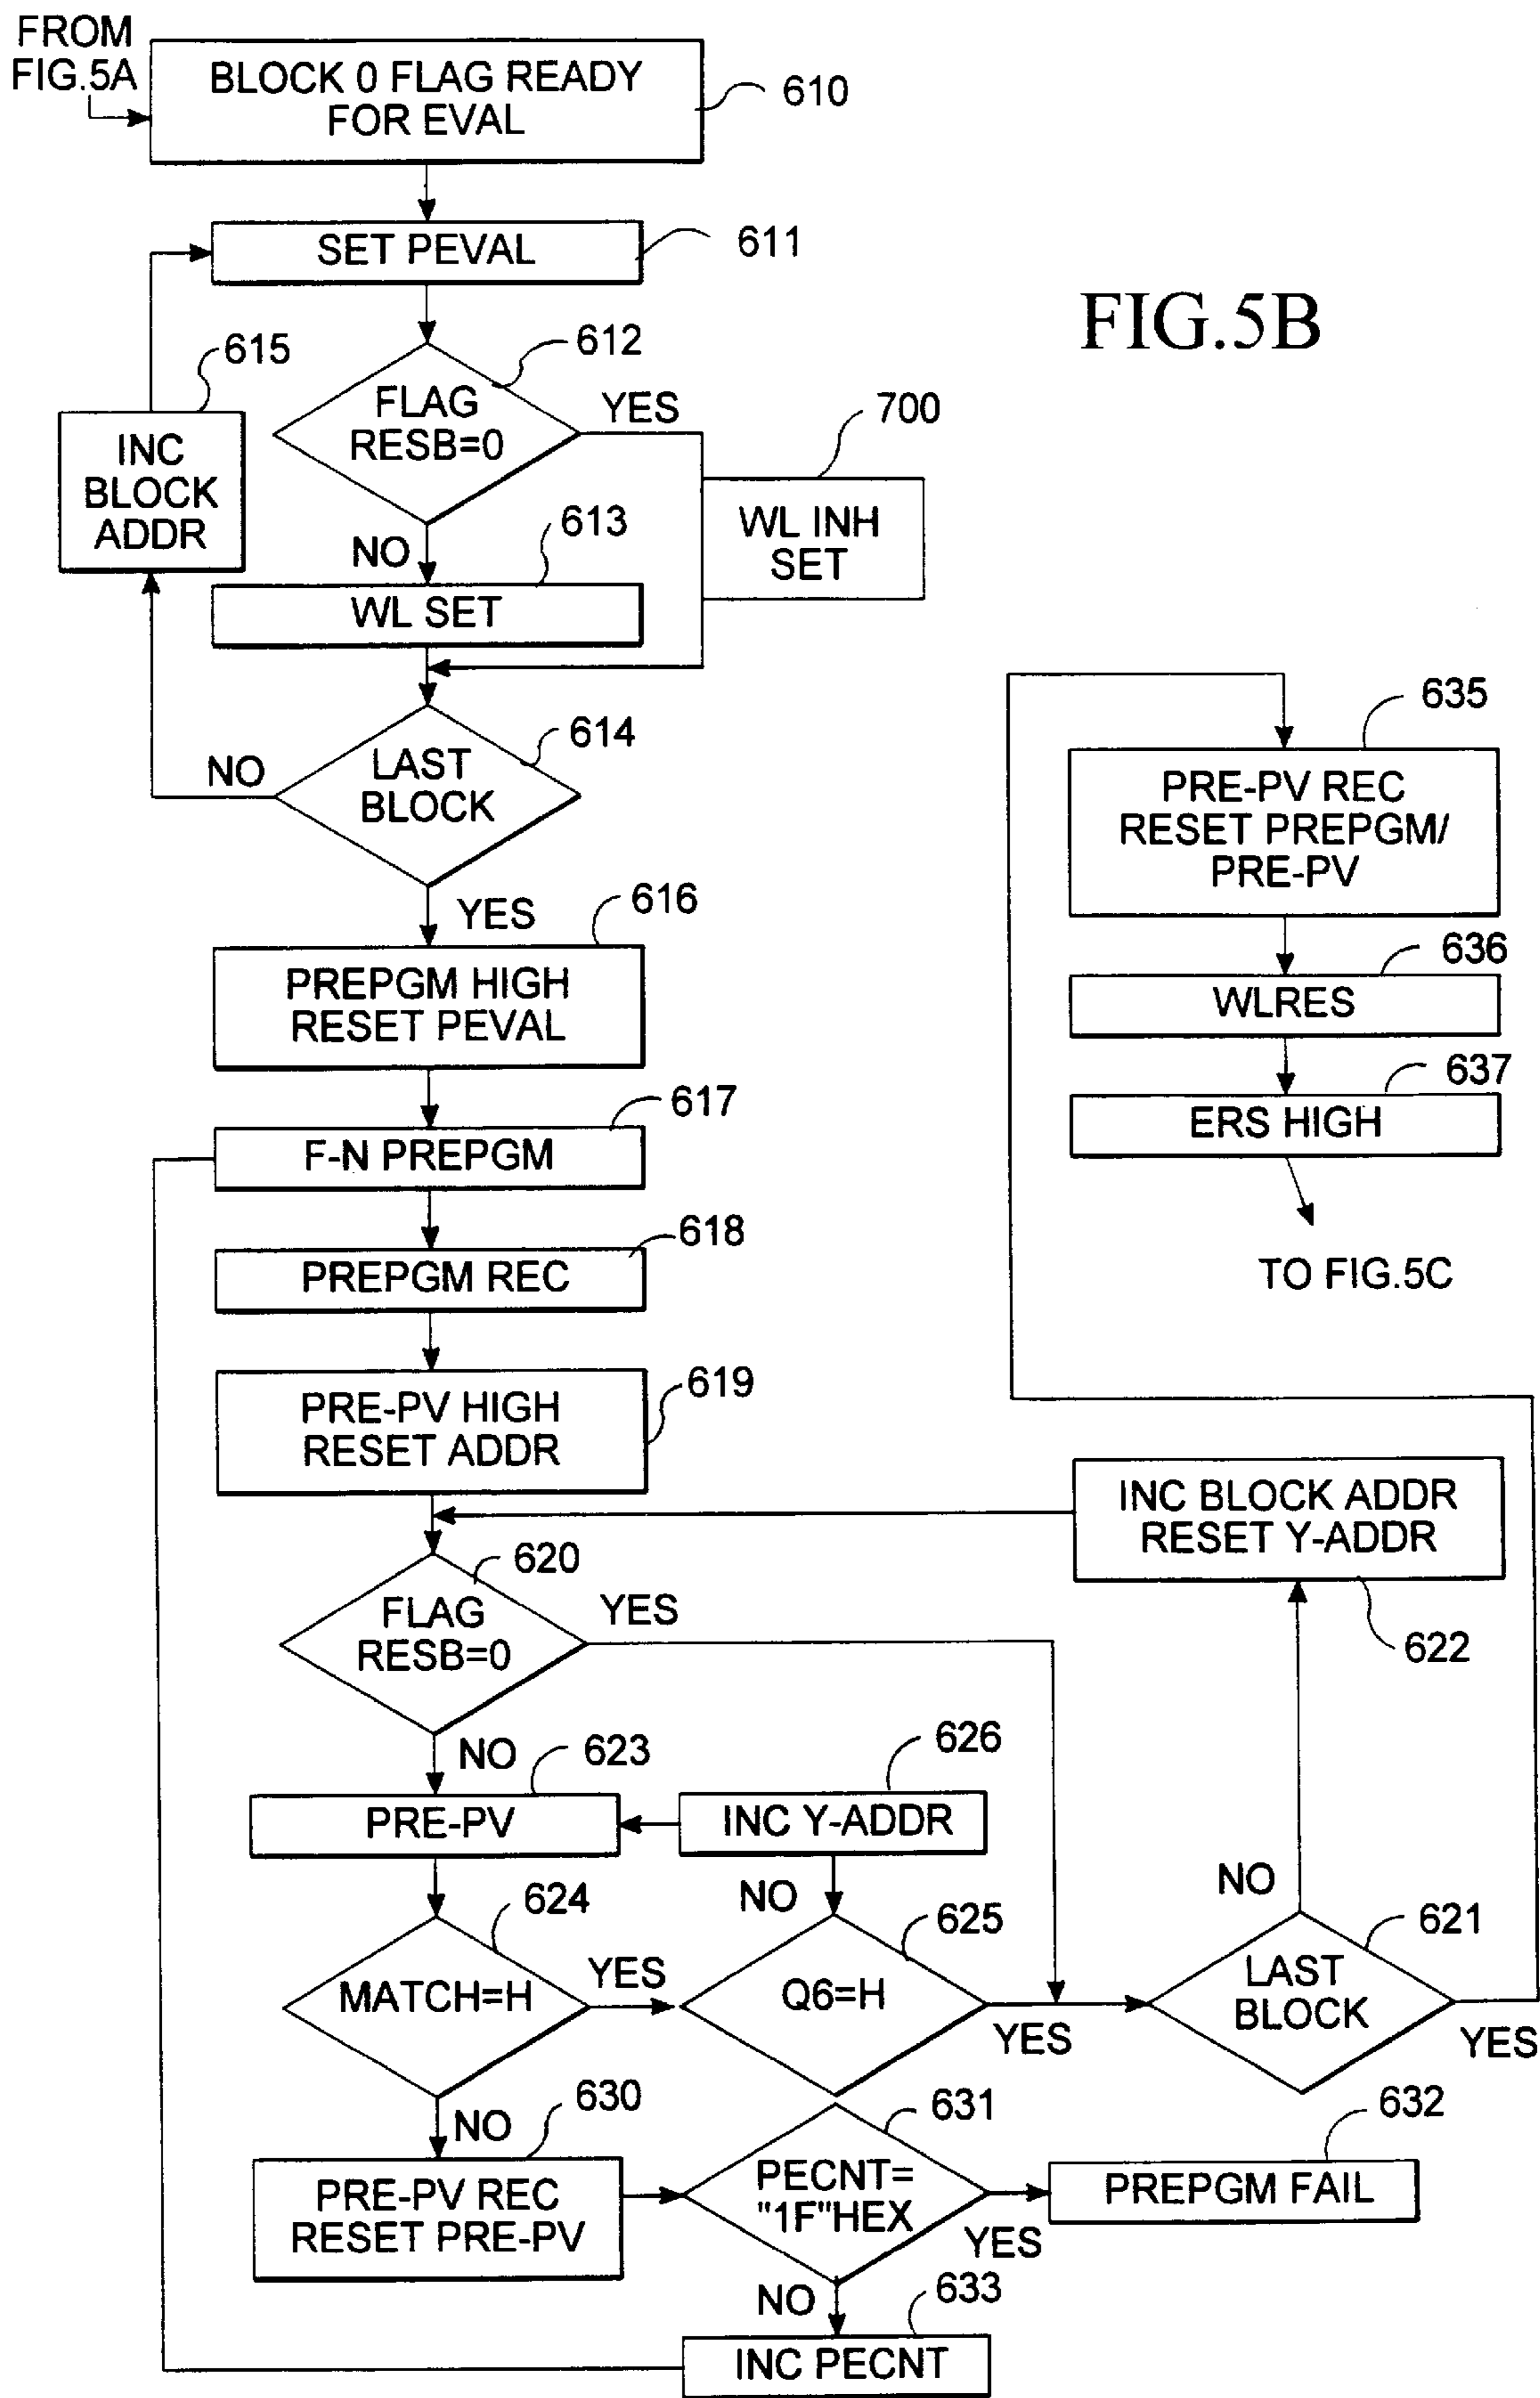 FROM
FIG.5A
BLOCK 0 FLAG READY
FOR EVAL
610
SET PEVAL
611
FIG.5B
615
612
FLAG
RESB=0
YES
700
INC
BLOCK
ADDR
WL INH
SET
NO
613
WL SET
614
LAST
BLOCK
NO
YES
616
PREPGM HIGH
RESET PEVAL
617
F-N PREPGM
618
PREPGM REC
619
PRE-PV HIGH
RESET ADDR
635
PRE-PV REC
RESET PREPGM/
PRE-PV
636
WLRES
637
ERS HIGH
TO FIG.5C
INC BLOCK ADDR
RESET Y-ADDR
622
620
FLAG
RESB=0
YES
NO
623
PRE-PV
626
INC Y-ADDR
NO
624
MATCH=H
YES
625
Q6=H
YES
NO
621
LAST
BLOCK
YES
NO
630
PRE-PV REC
RESET PRE-PV
631
PECNT=
"1F"HEX
YES
632
PREPGM FAIL
NO
633
INC PECNT